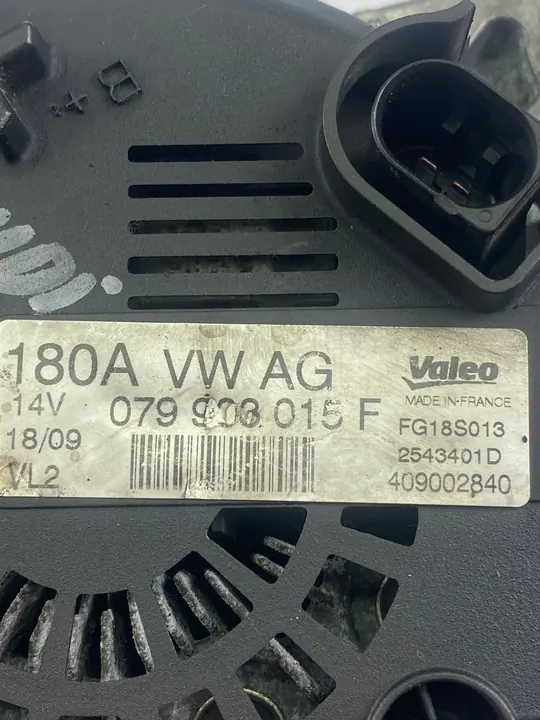 B+
180A VW AG
14V
079 903 015 F
18/09
VL2
Valeo
MADE IN FRANCE
FG18S013
2543401D
409002840